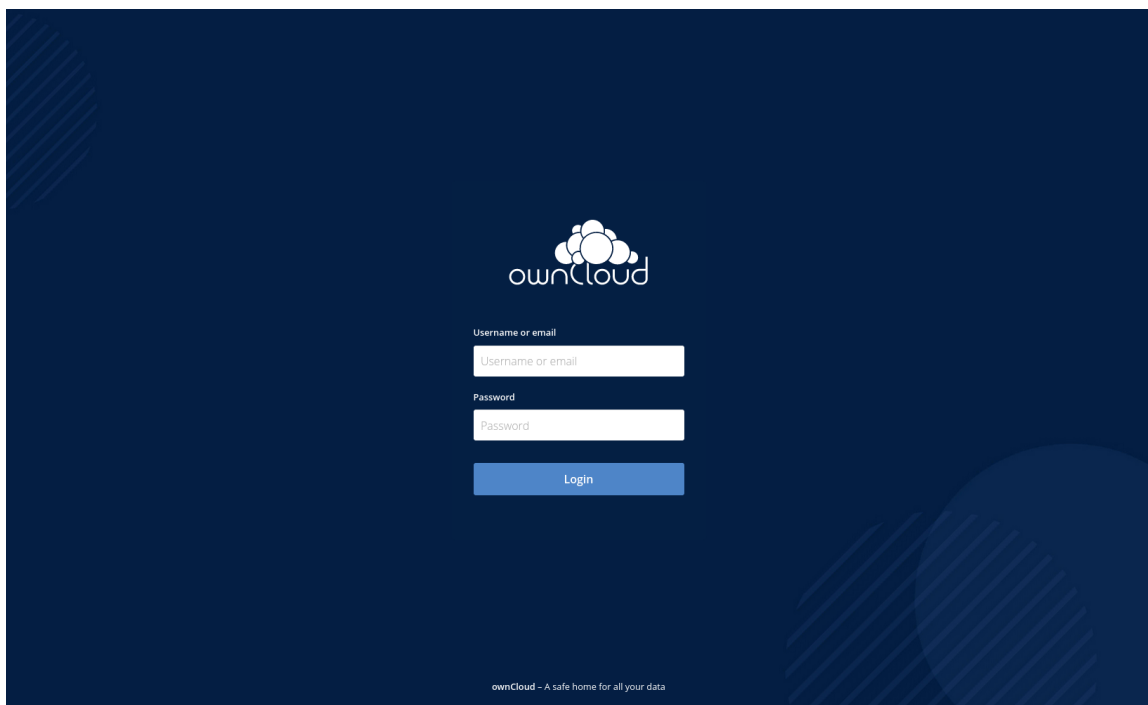 ownCloud
Username or email
Username or email
Password
Password
Login
ownCloud – A safe home for all your data